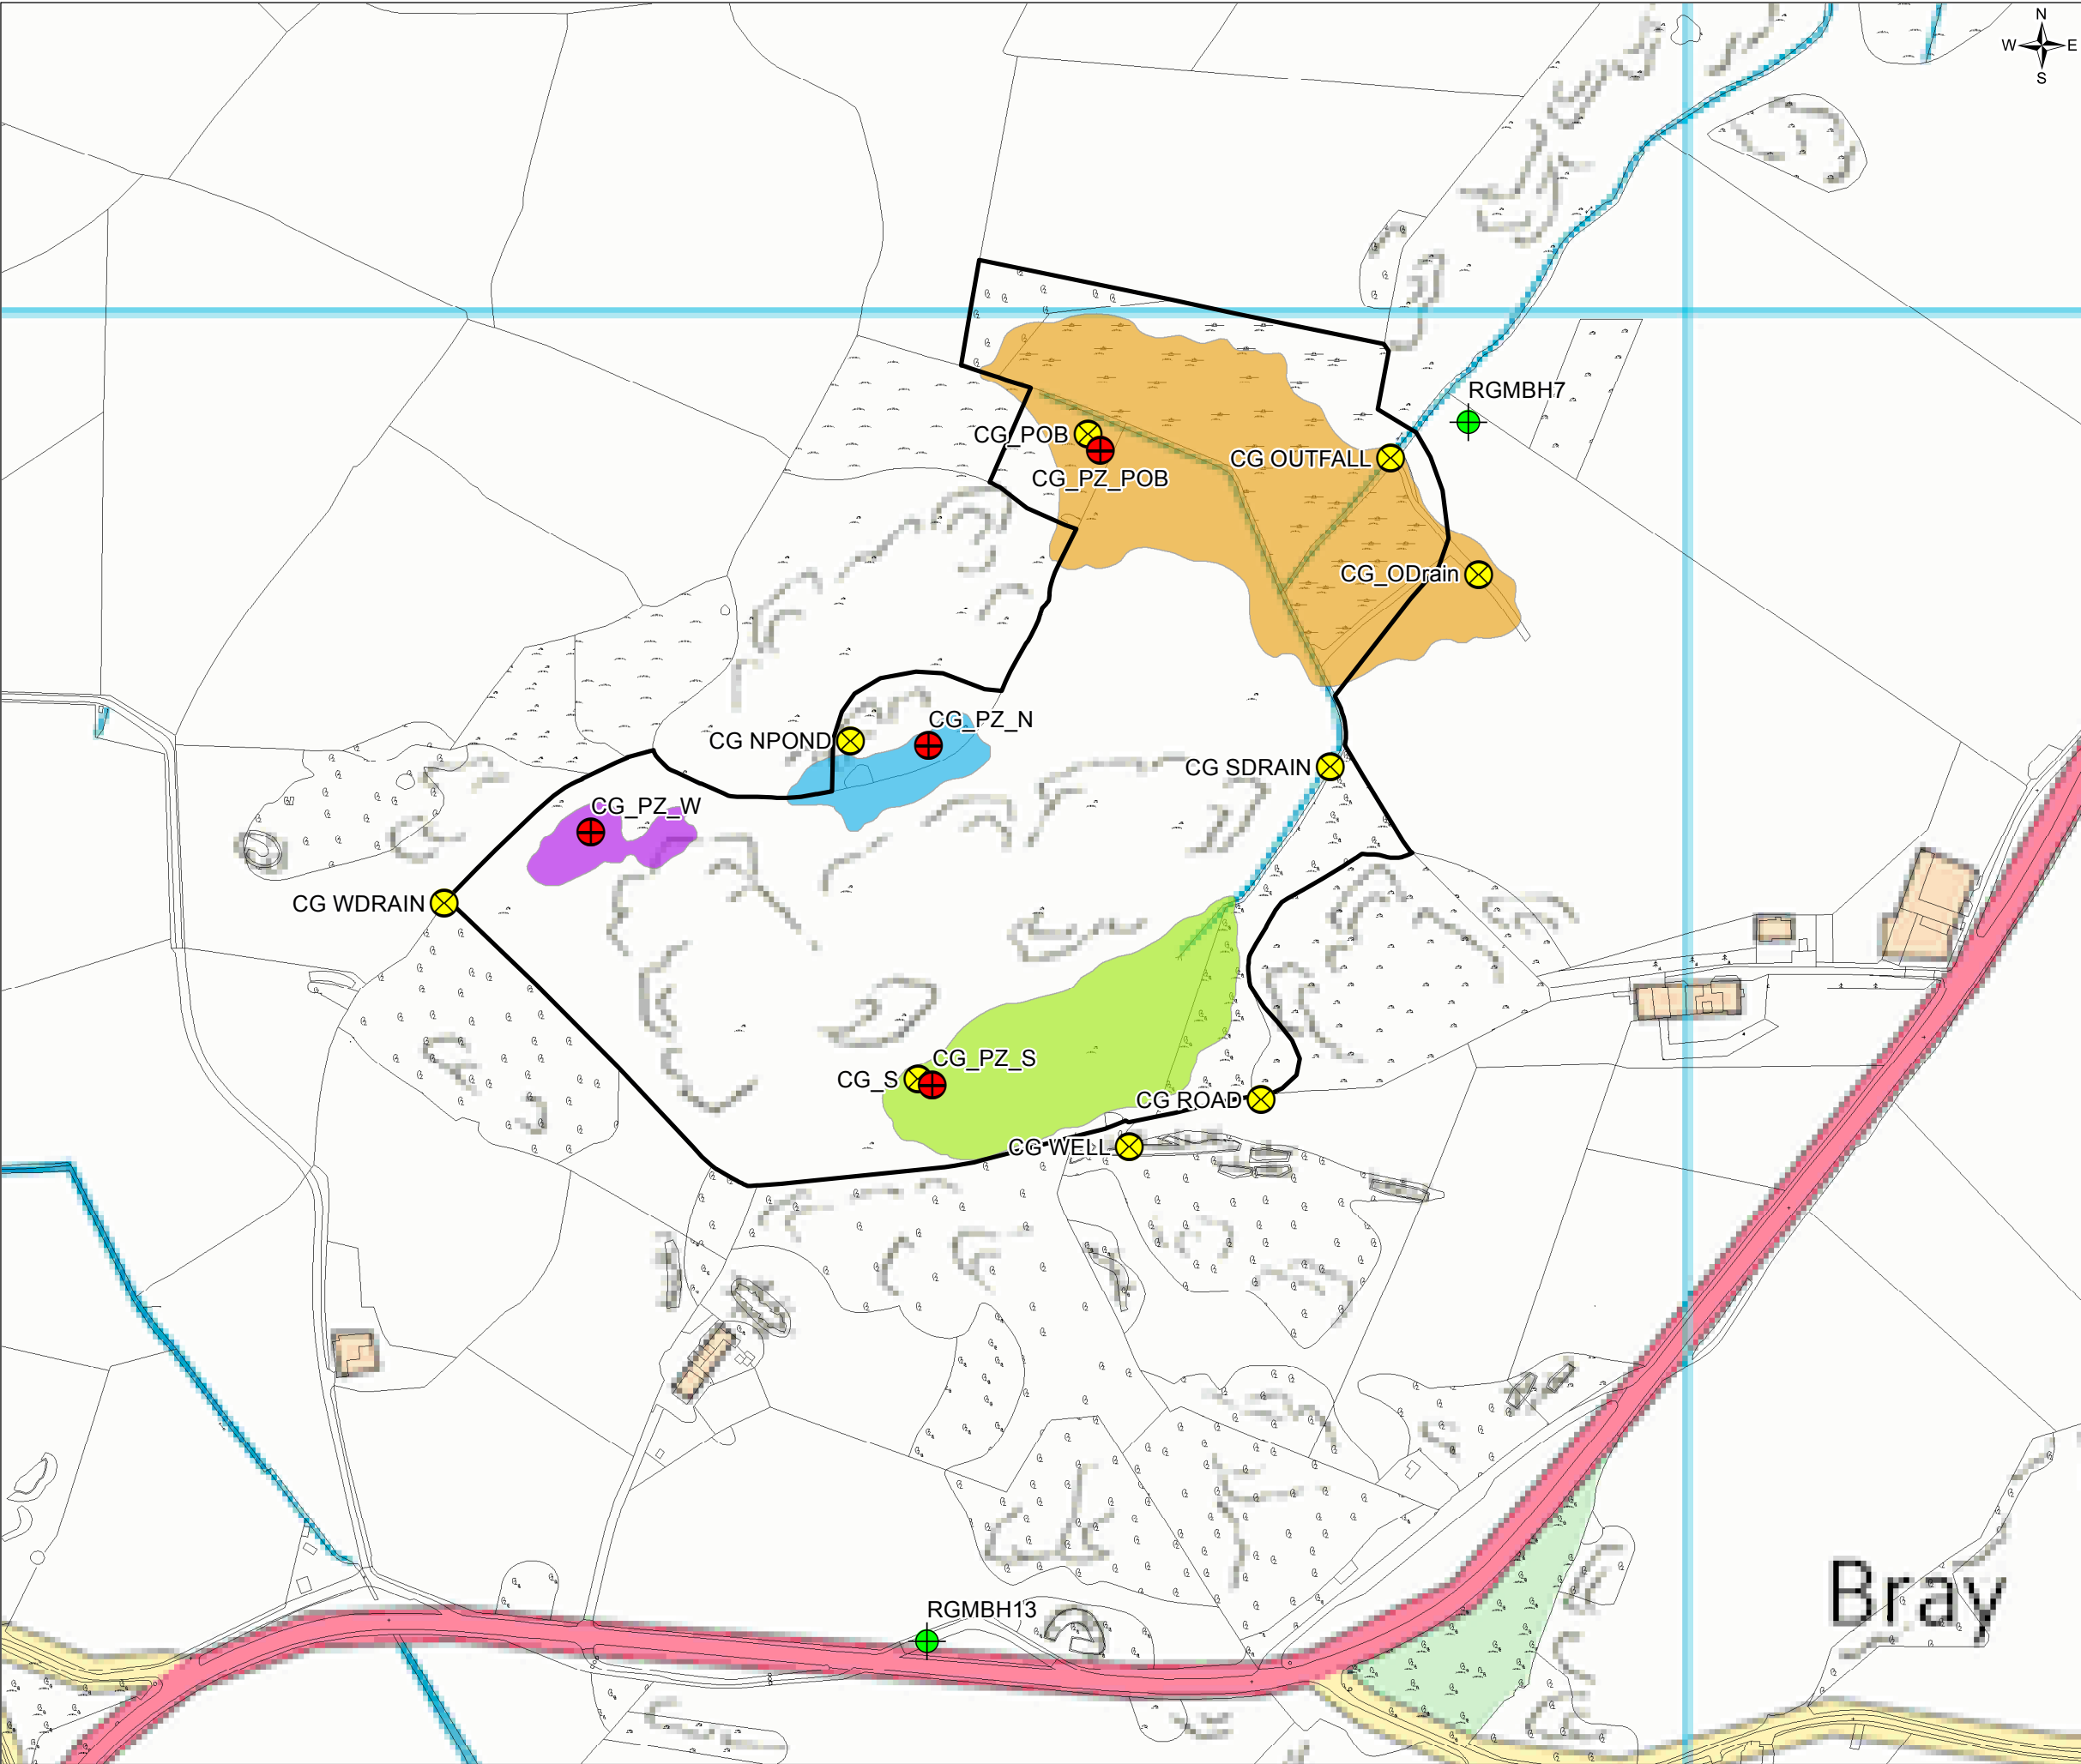 N
W E
S
RGMBH7
CG_POB
CG OUTFALL
CG_PZ_POB
CG_ODrain
CG_PZ_N
CG NPOND
CG SDRAIN
CG_PZ_W
CG WDRAIN
CG_PZ_S
CG_S
CG ROAD
CG WELL
Bray
RGMBH13